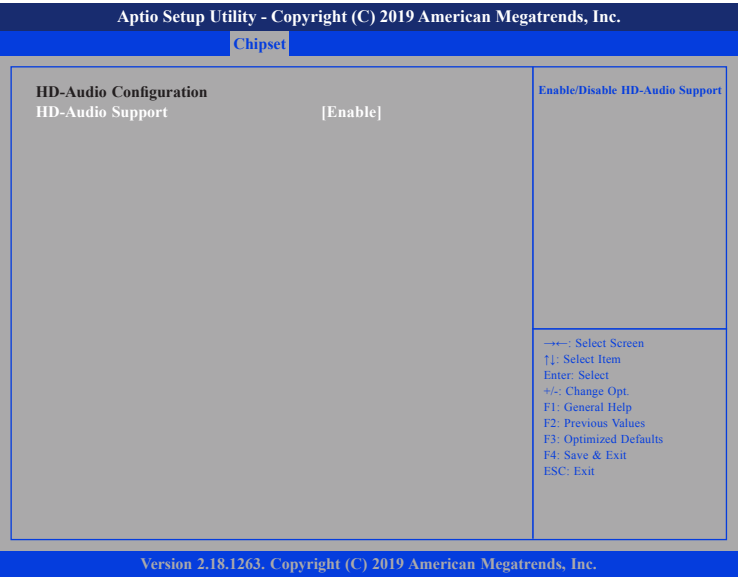 Aptio Setup Utility - Copyright (C) 2019 American Megatrends, Inc.
Chipset
HD-Audio Configuration
HD-Audio Support [Enable]
Enable/Disable HD-Audio Support
→←: Select Screen
↑↓: Select Item
Enter: Select
+/-: Change Opt.
F1: General Help
F2: Previous Values
F3: Optimized Defaults
F4: Save & Exit
ESC: Exit
Version 2.18.1263. Copyright (C) 2019 American Megatrends, Inc.